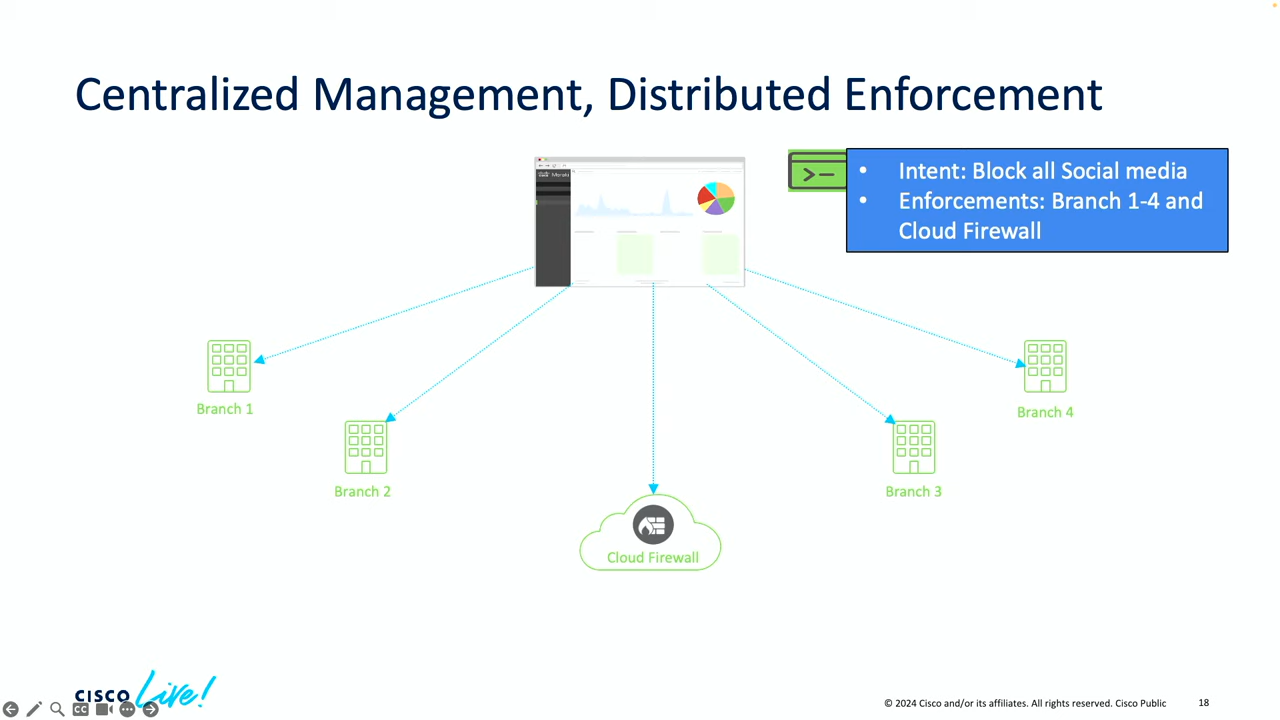 Centralized Management, Distributed Enforcement
Meraki
• Intent: Block all Social media
• Enforcements: Branch 1-4 and
Cloud Firewall
Branch 1
Branch 4
Branch 2
Branch 3
Cloud Firewall
CISCO Live!
CC
© 2024 Cisco and/or its affiliates. All rights reserved. Cisco Public
18